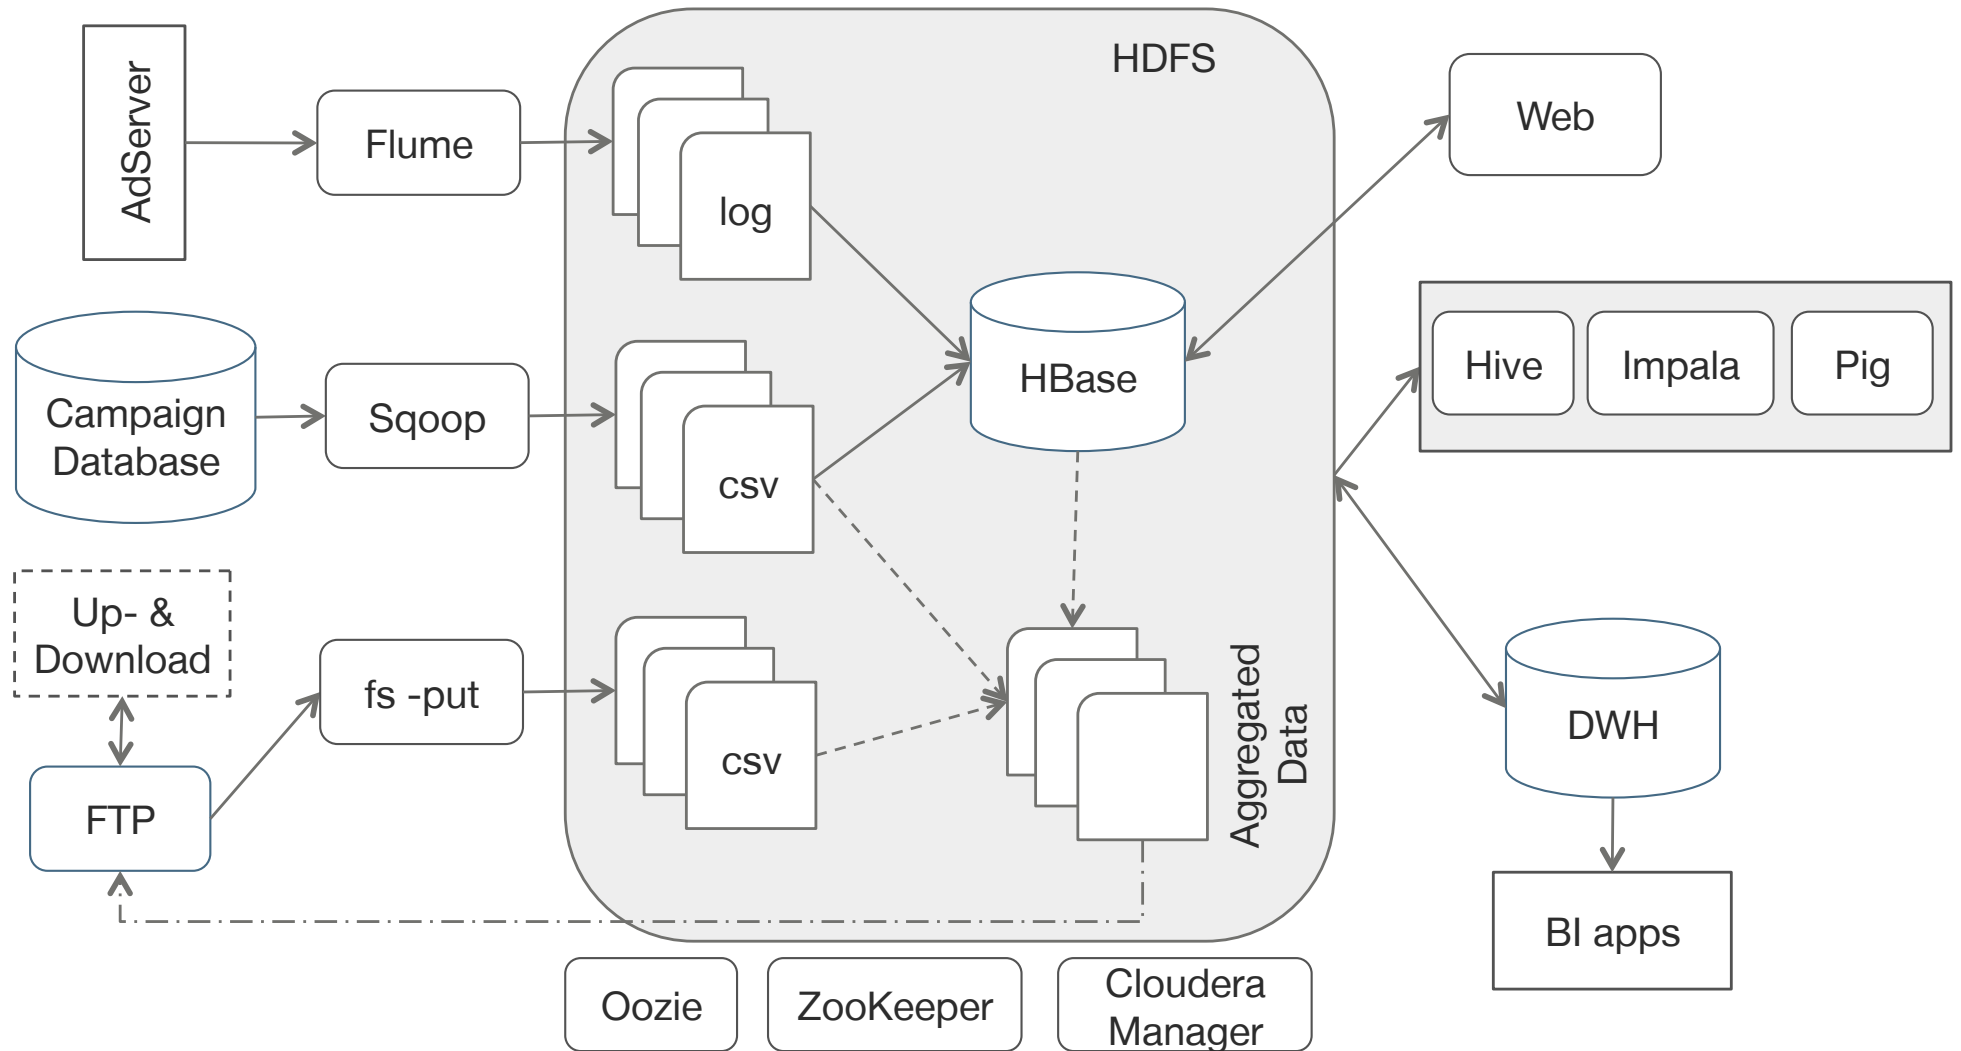 HDFS
AdServer
Flume
log
Web
Campaign
Database
Sqoop
csv
HBase
Hive
Impala
Pig
Up- &
Download
fs -put
csv
Aggregated
Data
DWH
FTP
BI apps
Oozie
ZooKeeper
Cloudera
Manager